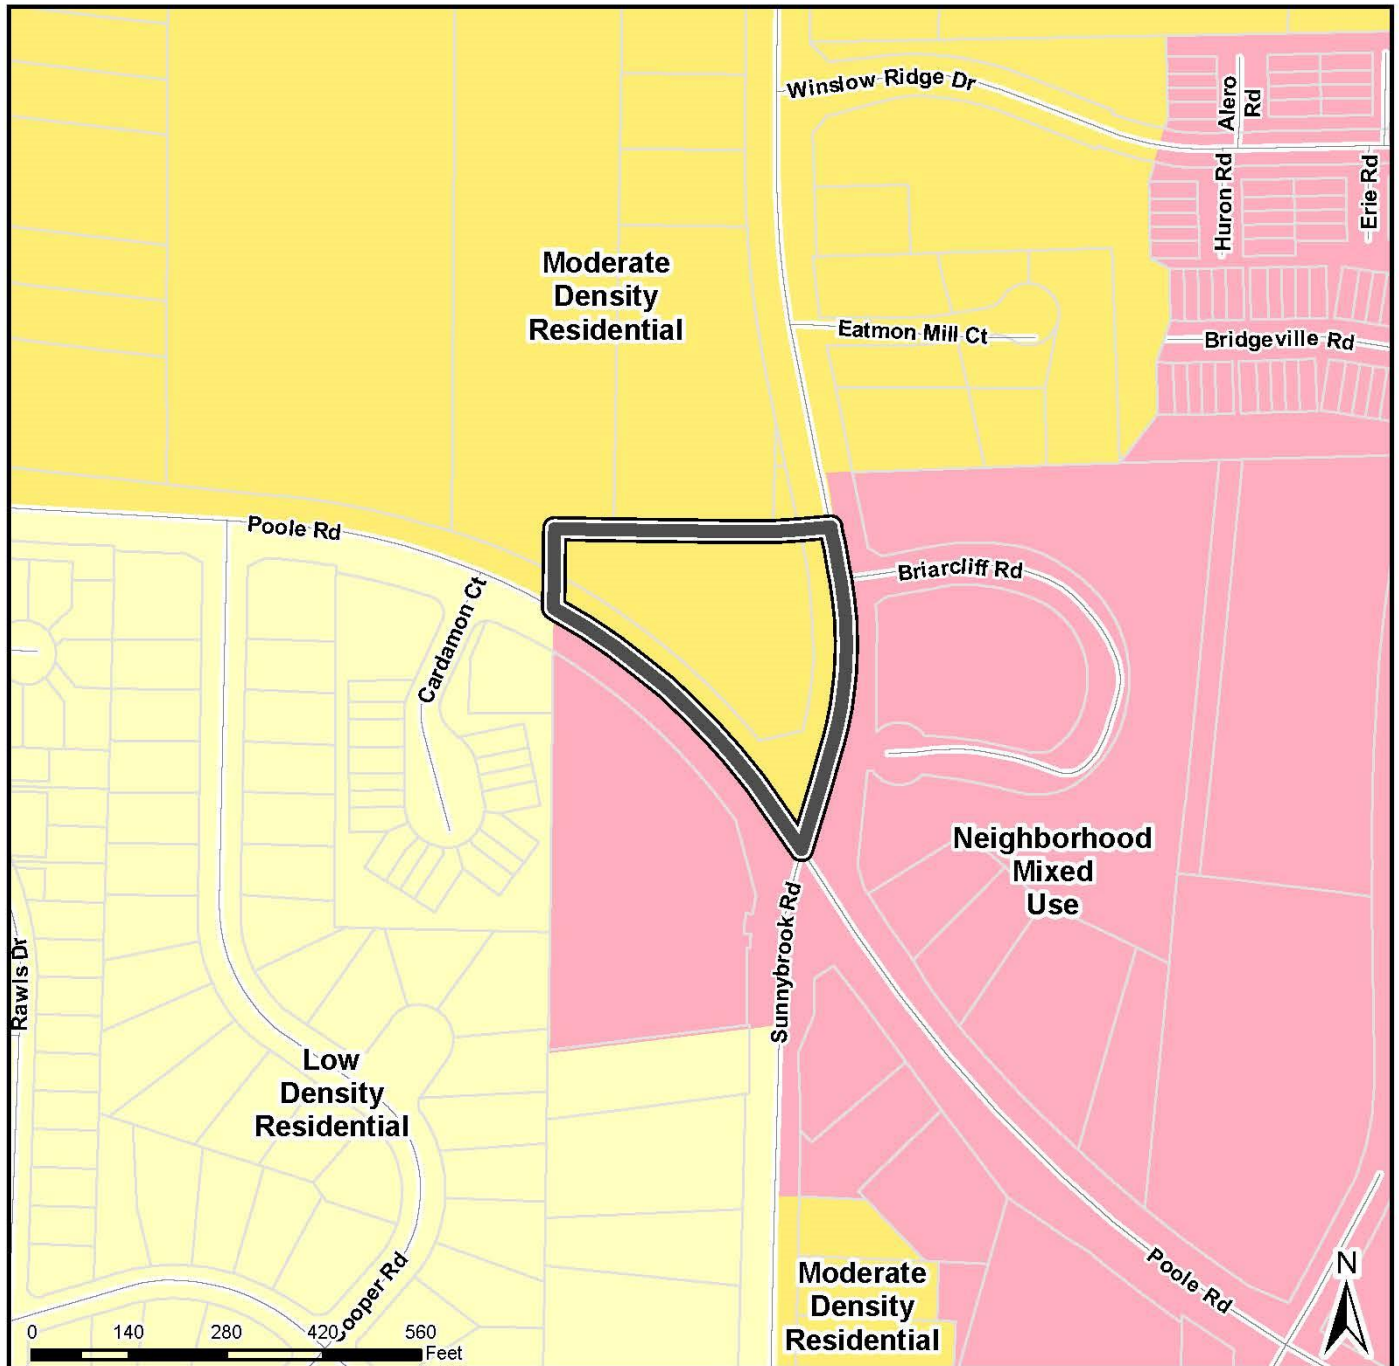 Winslow Ridge Dr
Alero
Rd
Huron Rd
Erie Rd
Moderate
Density
Residential
Eatmon Mill Ct
Bridgeville Rd
Poole Rd
Briarcliff Rd
Cardamon Ct
Neighborhood
Mixed
Use
Sunnybrook Rd
Rawls Dr
Low
Density
Residential
Poole Rd
Cooper Rd
Moderate
Density
Residential
N
0 140 280 420 560
Feet